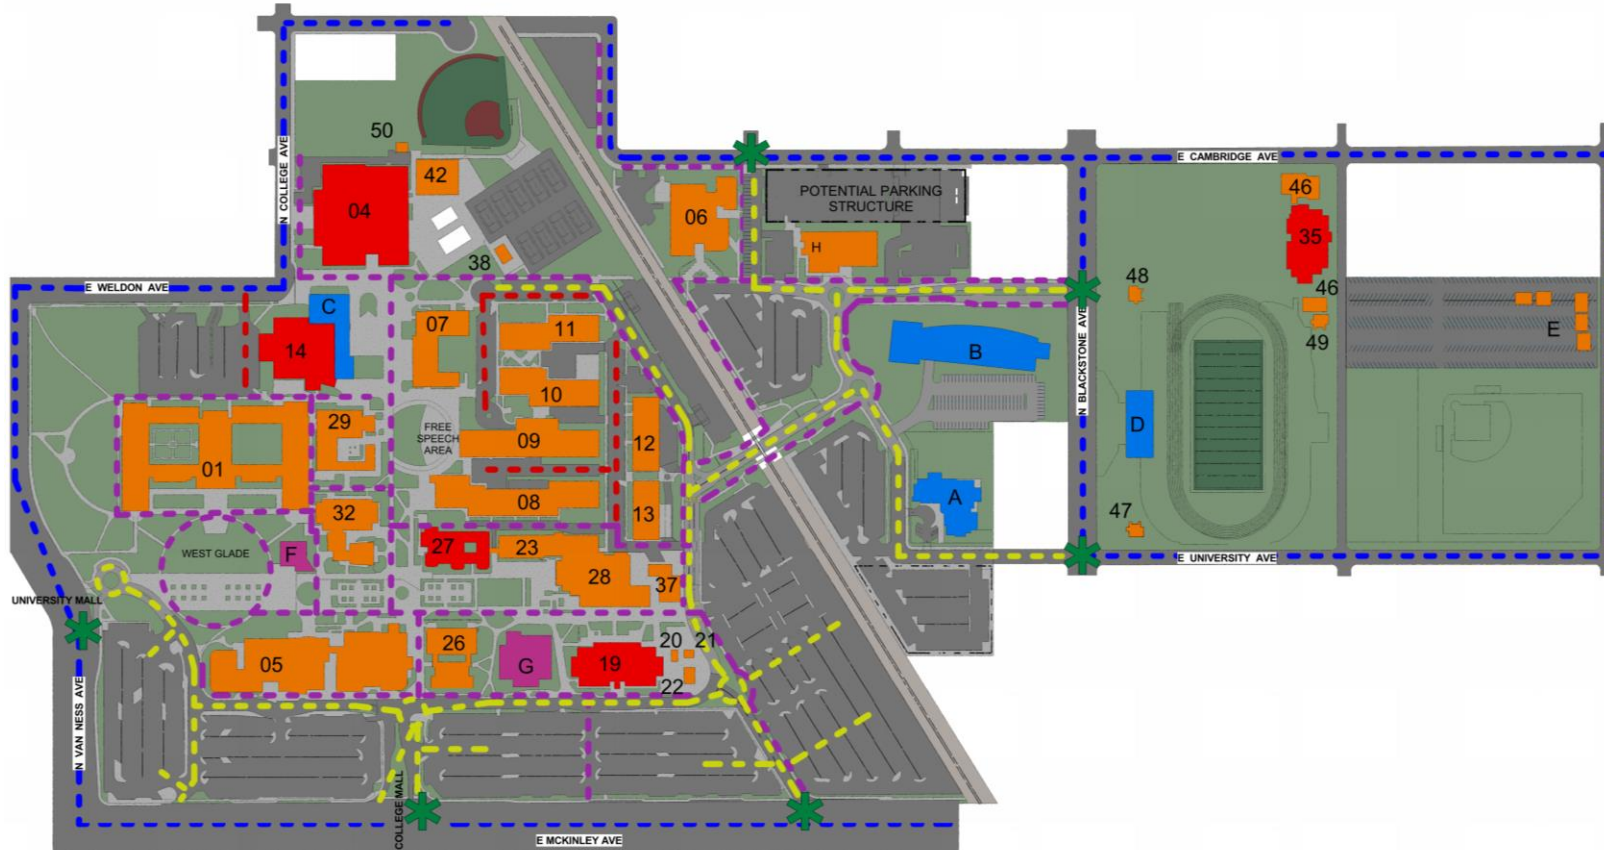 50
42
04
38
N COLLEGE AVE
E CAMBRIDGE AVE
POTENTIAL PARKING
STRUCTURE
06
H
46
35
46
48
49
E
E WELDON AVE
C
14
07
11
10
FREE
SPEECH
AREA
09
12
08
13
29
01
32
WEST GLADE
F
27
23
28
37
B
N BLACKSTONE AVE
D
A
47
E UNIVERSITY AVE
UNIVERSITY MALL
05
26
G
19
20
21
22
N VAN NESS AVE
COLLEGE MALL
E MCKINLEY AVE